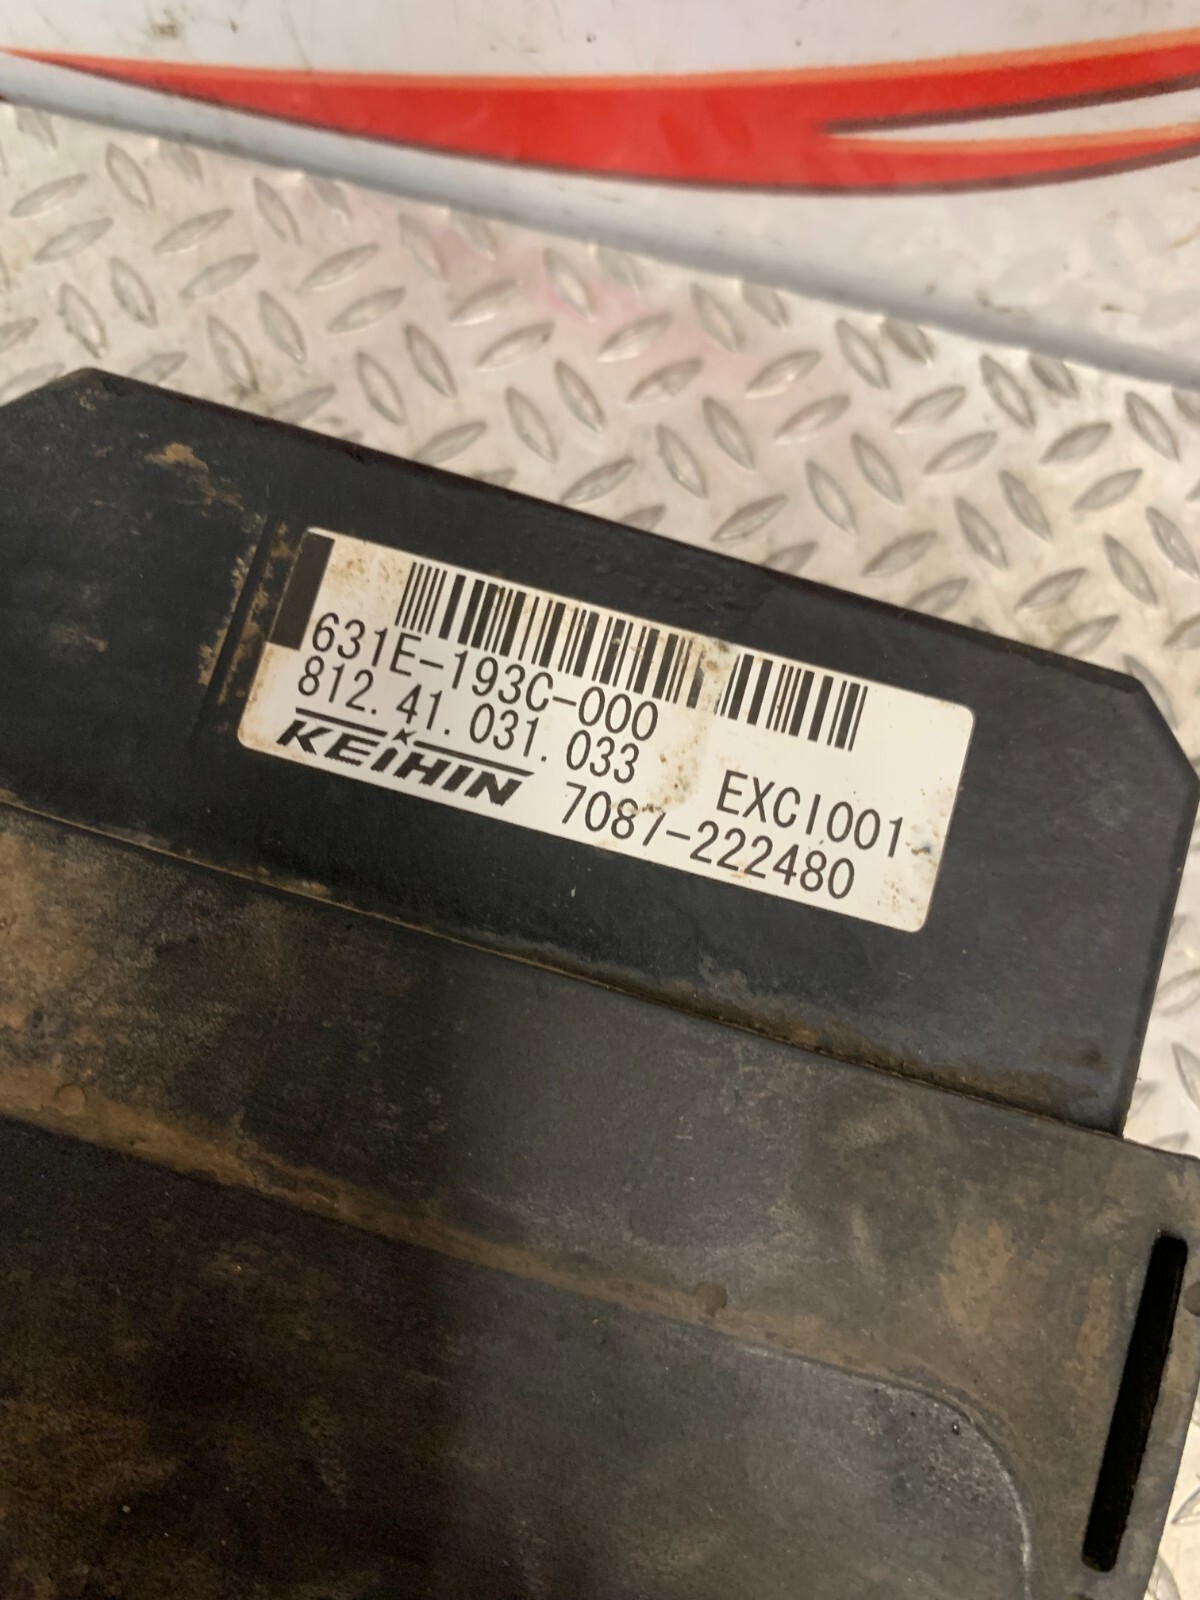 631E-193C-000
812.41.031.033 EXCI001
KEIHIN 7087-222480